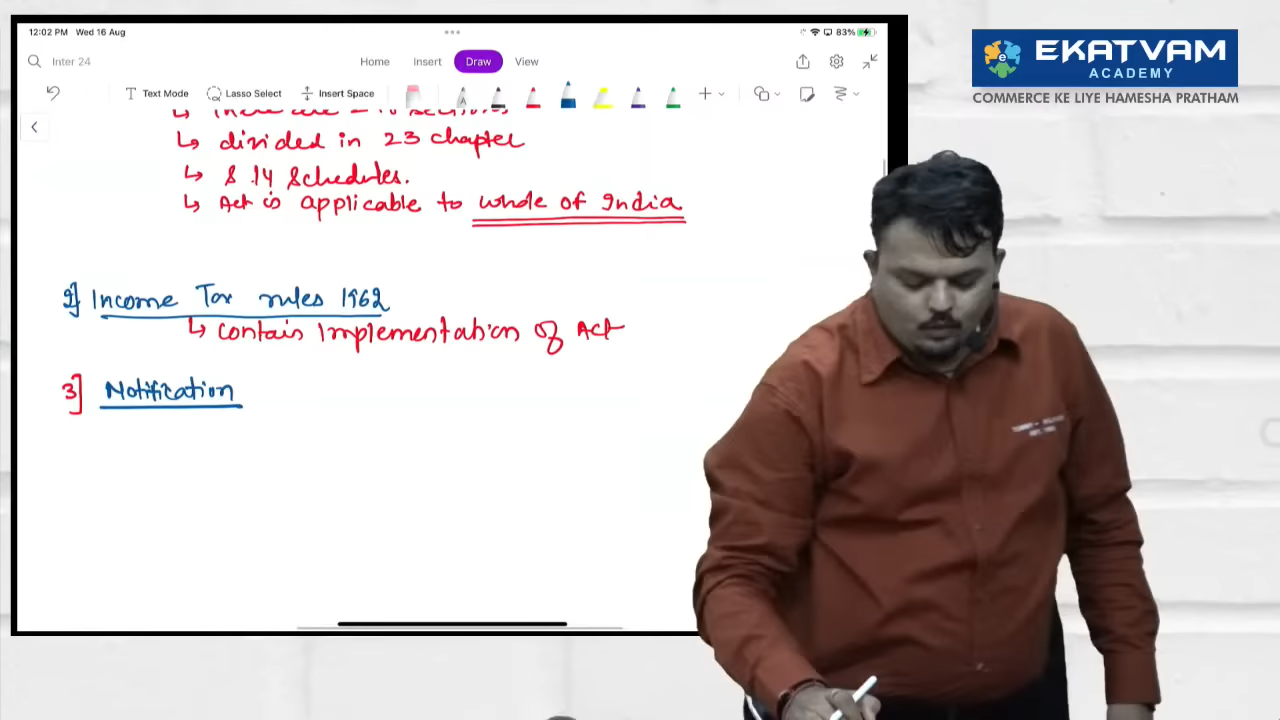 12:02 PM Wed 16 Aug
83%
EKATVAM
ACADEMY
COMMERCE KE LIYE HAMESHA PRATHAM
Inter 24
Home Insert Draw View
Text Mode Lasso Select Insert Space
↳ divided in 23 chapter
↳ & 14 Schedules.
↳ Act is applicable to whole of India
2] Income Tax rules 1962
↳ Contain Implementation of Act
3] Notification